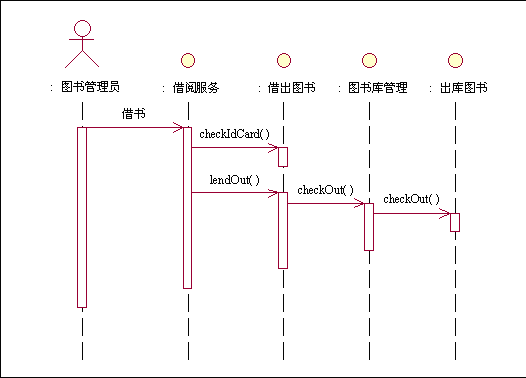 : 图书管理员
: 借阅服务
: 借出图书
: 图书库管理
: 出库图书
借书
checkIdCard( )
lendOut( )
checkOut( )
checkOut( )